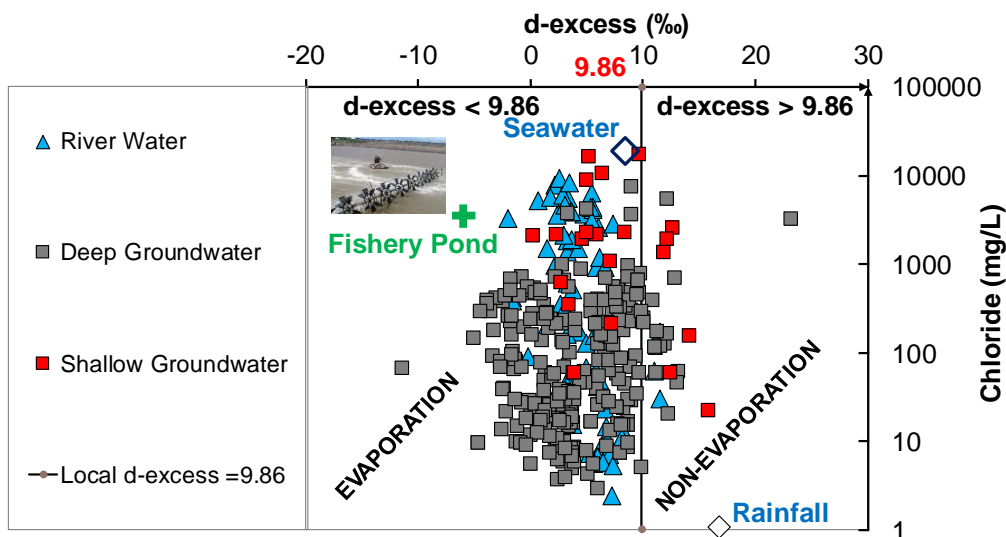 d-excess (‰)
-20 -10 0 10 20 30
9.86
d-excess < 9.86 d-excess > 9.86
Seawater
Fishery Pond
EVAPORATION
NON-EVAPORATION
Rainfall
River Water
Deep Groundwater
Shallow Groundwater
Local d-excess =9.86
100000
10000
1000
100
10
1
Chloride (mg/L)